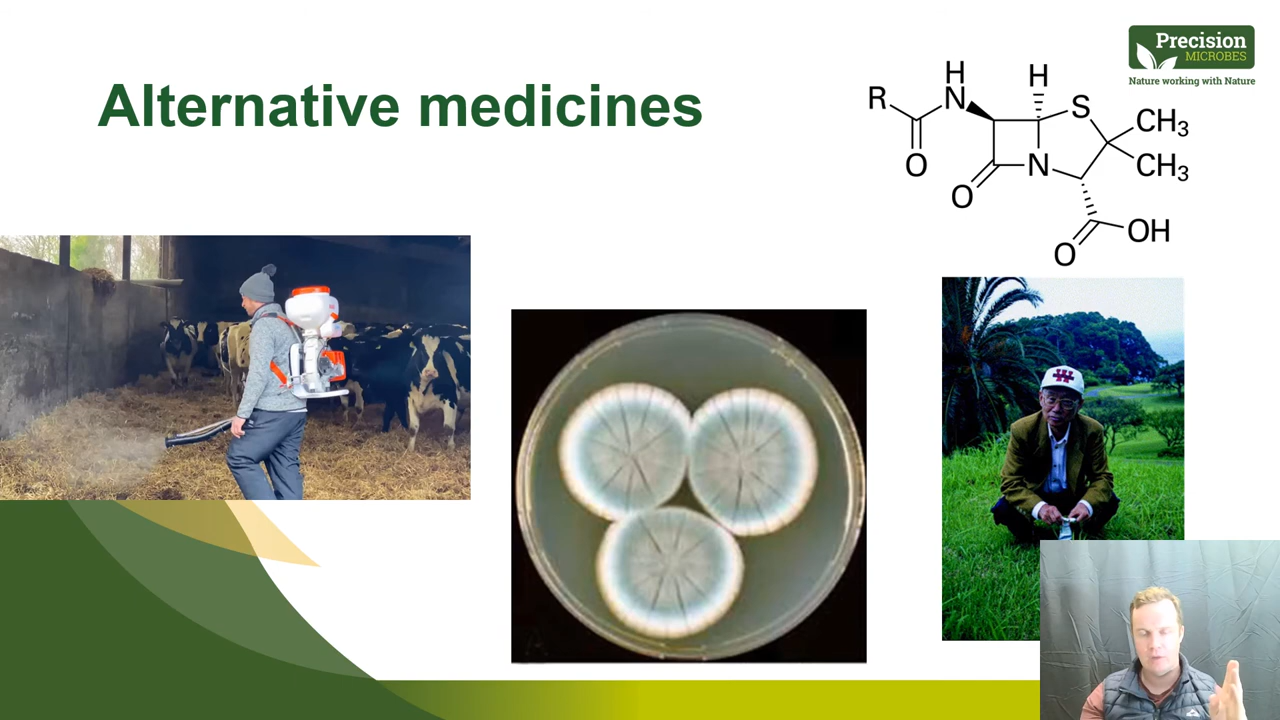 Alternative medicines
Precision
MICROBES
Nature working with Nature
H
H
R
N
S
CH3
O
N
CH3
O
OH
O